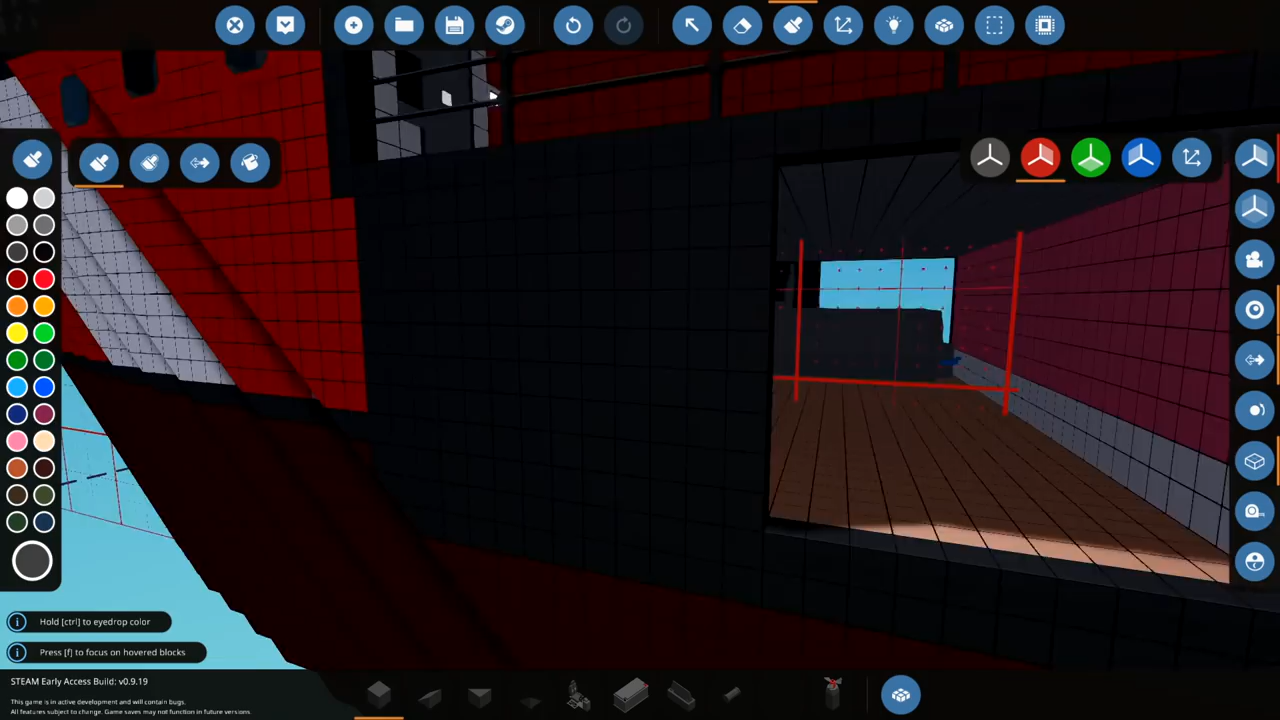 Hold [ctrl] to eyedrop color
Press [f] to focus on hovered blocks
STEAM Early Access Build: v0.9.19
This game is in active development and will contain bugs.
All features subject to change. Game saves may not function in future versions.